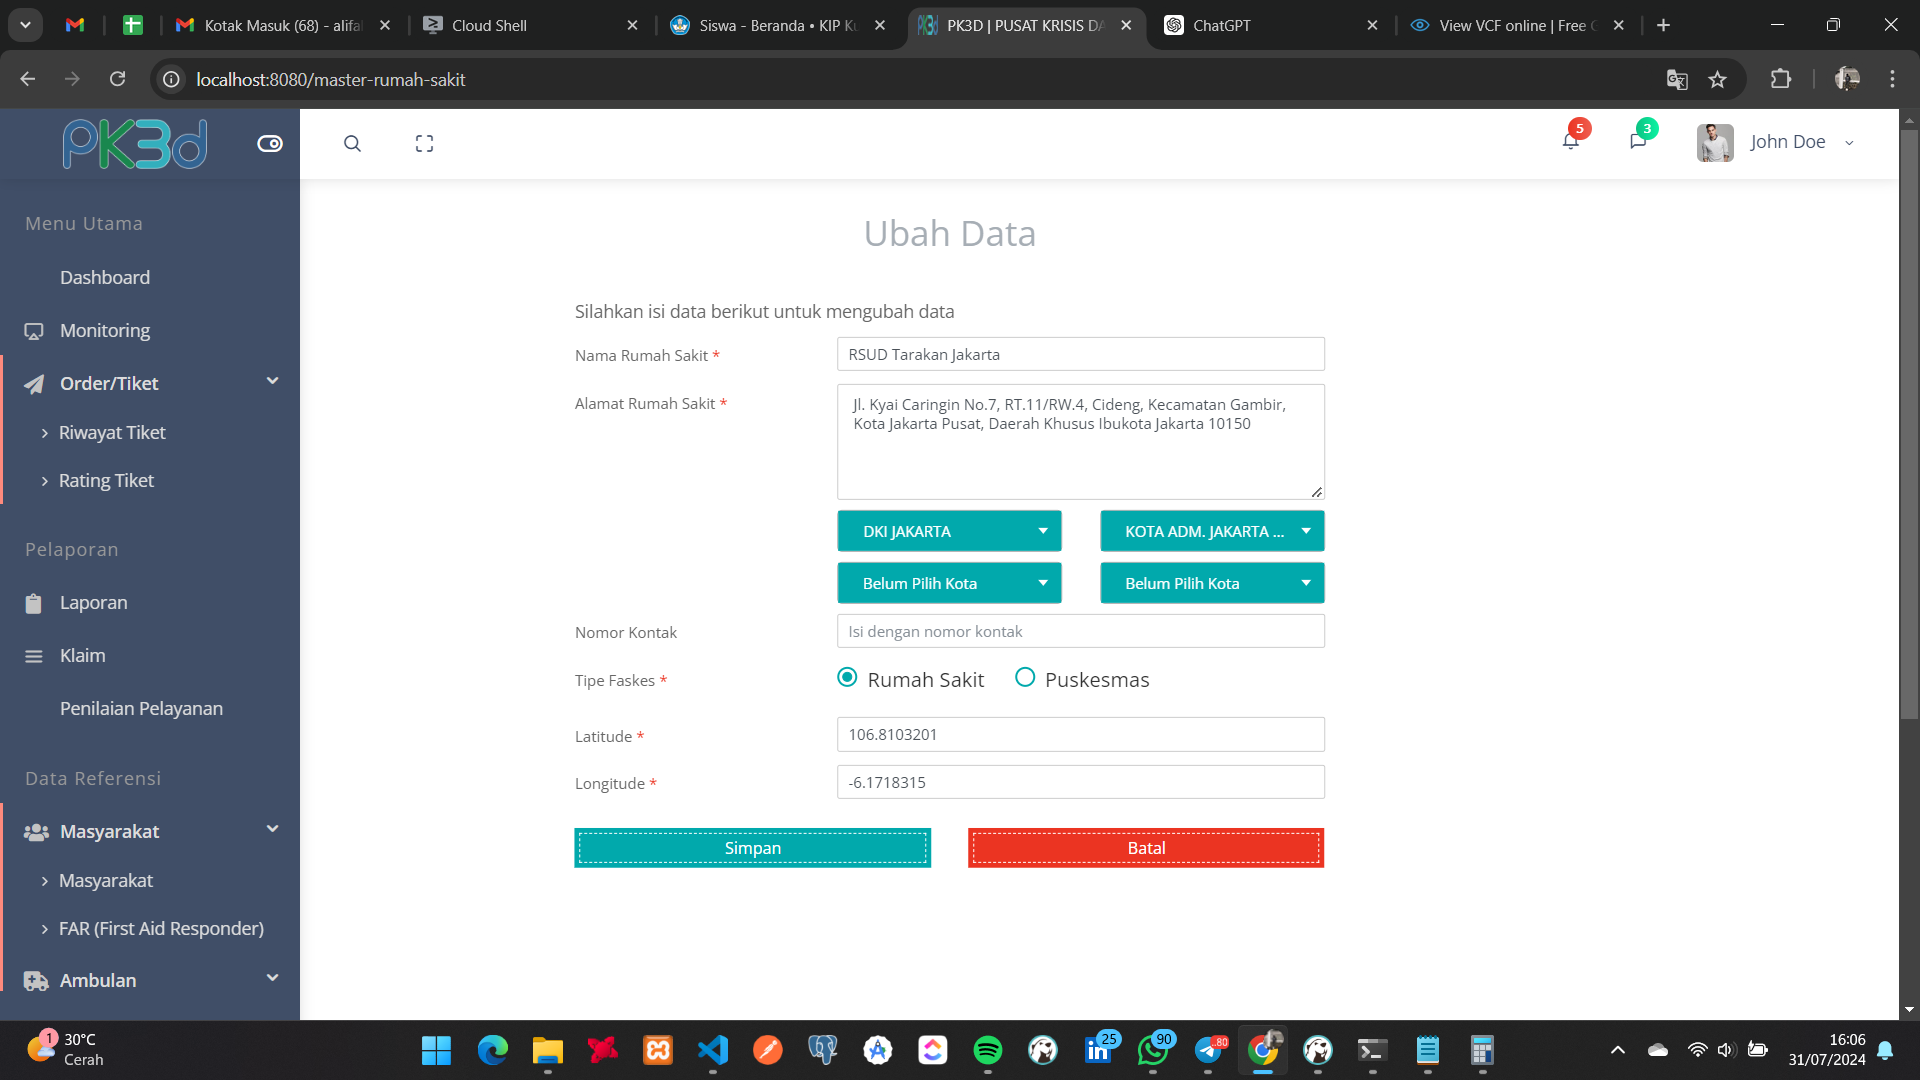 Kotak Masuk (68) - alifa
Cloud Shell
Siswa - Beranda • KIP Ku
PK3D | PUSAT KRISIS DA
ChatGPT
View VCF online | Free
localhost:8080/master-rumah-sakit
PK3d
5
3
John Doe
Menu Utama
Dashboard
Monitoring
Order/Tiket
Riwayat Tiket
Rating Tiket
Pelaporan
Laporan
Klaim
Penilaian Pelayanan
Data Referensi
Masyarakat
Masyarakat
FAR (First Aid Responder)
Ambulan
Ubah Data
Silahkan isi data berikut untuk mengubah data
Nama Rumah Sakit *
RSUD Tarakan Jakarta
Alamat Rumah Sakit *
Jl. Kyai Caringin No.7, RT.11/RW.4, Cideng, Kecamatan Gambir,
Kota Jakarta Pusat, Daerah Khusus Ibukota Jakarta 10150
DKI JAKARTA
KOTA ADM. JAKARTA ...
Belum Pilih Kota
Belum Pilih Kota
Nomor Kontak
Isi dengan nomor kontak
Tipe Faskes *
Rumah Sakit
Puskesmas
Latitude *
106.8103201
Longitude *
-6.1718315
Simpan
Batal
1
30°C
Cerah
25
90
..80
16:06
31/07/2024